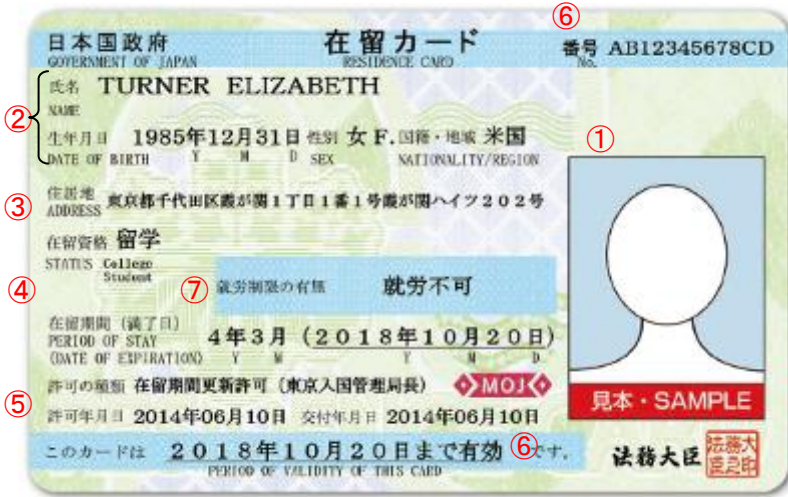 ⑥
日本国政府 在留カード 番号 AB12345678CD
GOVERNMENT OF JAPAN RESIDENCE CARD No.
氏名 TURNER ELIZABETH
NAME
②
①
生年月日 1985年12月31日 性別 女 F. 国籍・地域 米国
DATE OF BIRTH Y M D SEX NATIONALITY/REGION
③
住居地 東京都千代田区霞が関1丁目1番1号霞が関ハイツ202号
ADDRESS
在留資格 留学
STATUS College
Student
④
⑦
就労制限の有無 就労不可
在留期間(満了日)
PERIOD OF STAY 4年3月(2018年10月20日)
(DATE OF EXPIRATION) Y M Y M D
⑤
許可の種類 在留期間更新許可(東京入国管理局長) MOJ
見本・SAMPLE
許可年月日 2014年06月10日 交付年月日 2014年06月10日
このカードは 2018年10月20日まで有効 ⑥です。
PERIOD OF VALIDITY OF THIS CARD
法務大臣